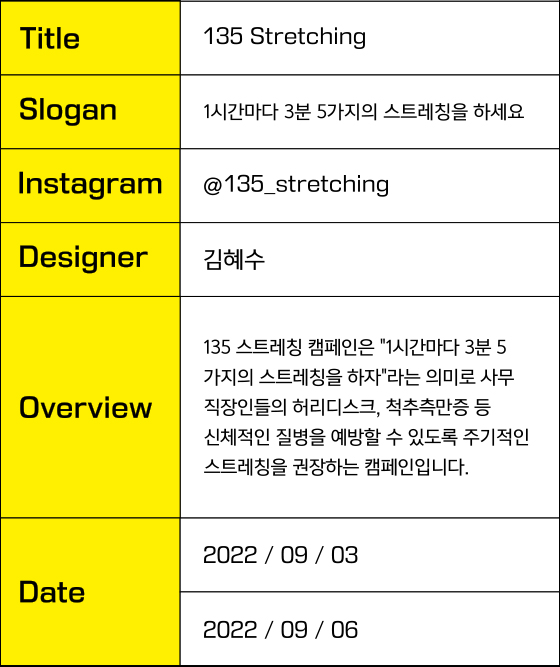 Title
135 Stretching
Slogan
1시간마다 3분 5가지의 스트레칭을 하세요
Instagram
@135_stretching
Designer
김혜수
Overview
135 스트레칭 캠페인은 "1시간마다 3분 5
가지의 스트레칭을 하자"라는 의미로 사무
직장인들의 허리디스크, 척추측만증 등
신체적인 질병을 예방할 수 있도록 주기적인
스트레칭을 권장하는 캠페인입니다.
Date
2022 / 09 / 03
2022 / 09 / 06